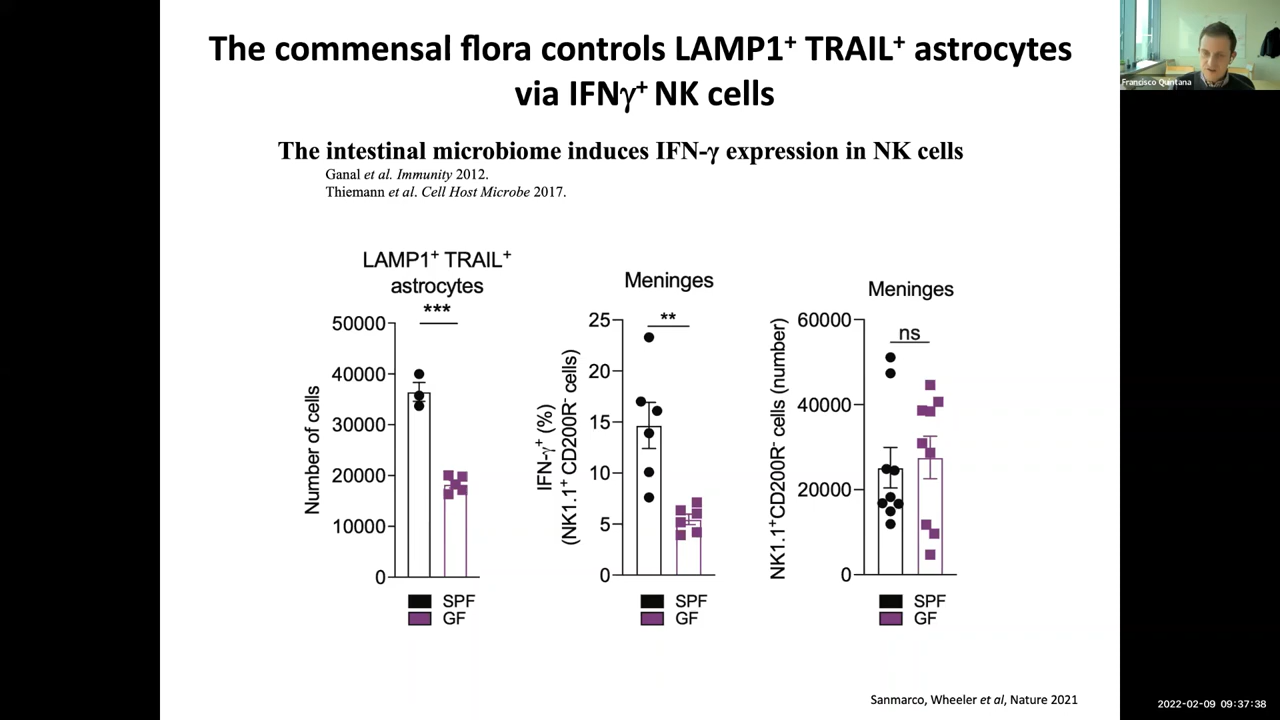 The commensal flora controls LAMP1⁺ TRAIL⁺ astrocytes
via IFNγ⁺ NK cells
Francisco Quintana
The intestinal microbiome induces IFN-γ expression in NK cells
Ganal et al. Immunity 2012.
Thiemann et al. Cell Host Microbe 2017.
LAMP1⁺ TRAIL⁺
astrocytes
***
50000
40000
30000
20000
10000
0
Number of cells
SPF
GF
Meninges
**
25
20
15
10
5
0
IFN-γ⁺ (%)
(NK1.1⁺ CD200R⁻ cells)
SPF
GF
Meninges
ns
60000
40000
20000
0
NK1.1⁺CD200R⁻ cells (number)
SPF
GF
Sanmarco, Wheeler et al, Nature 2021
2022-02-09 09:37:38